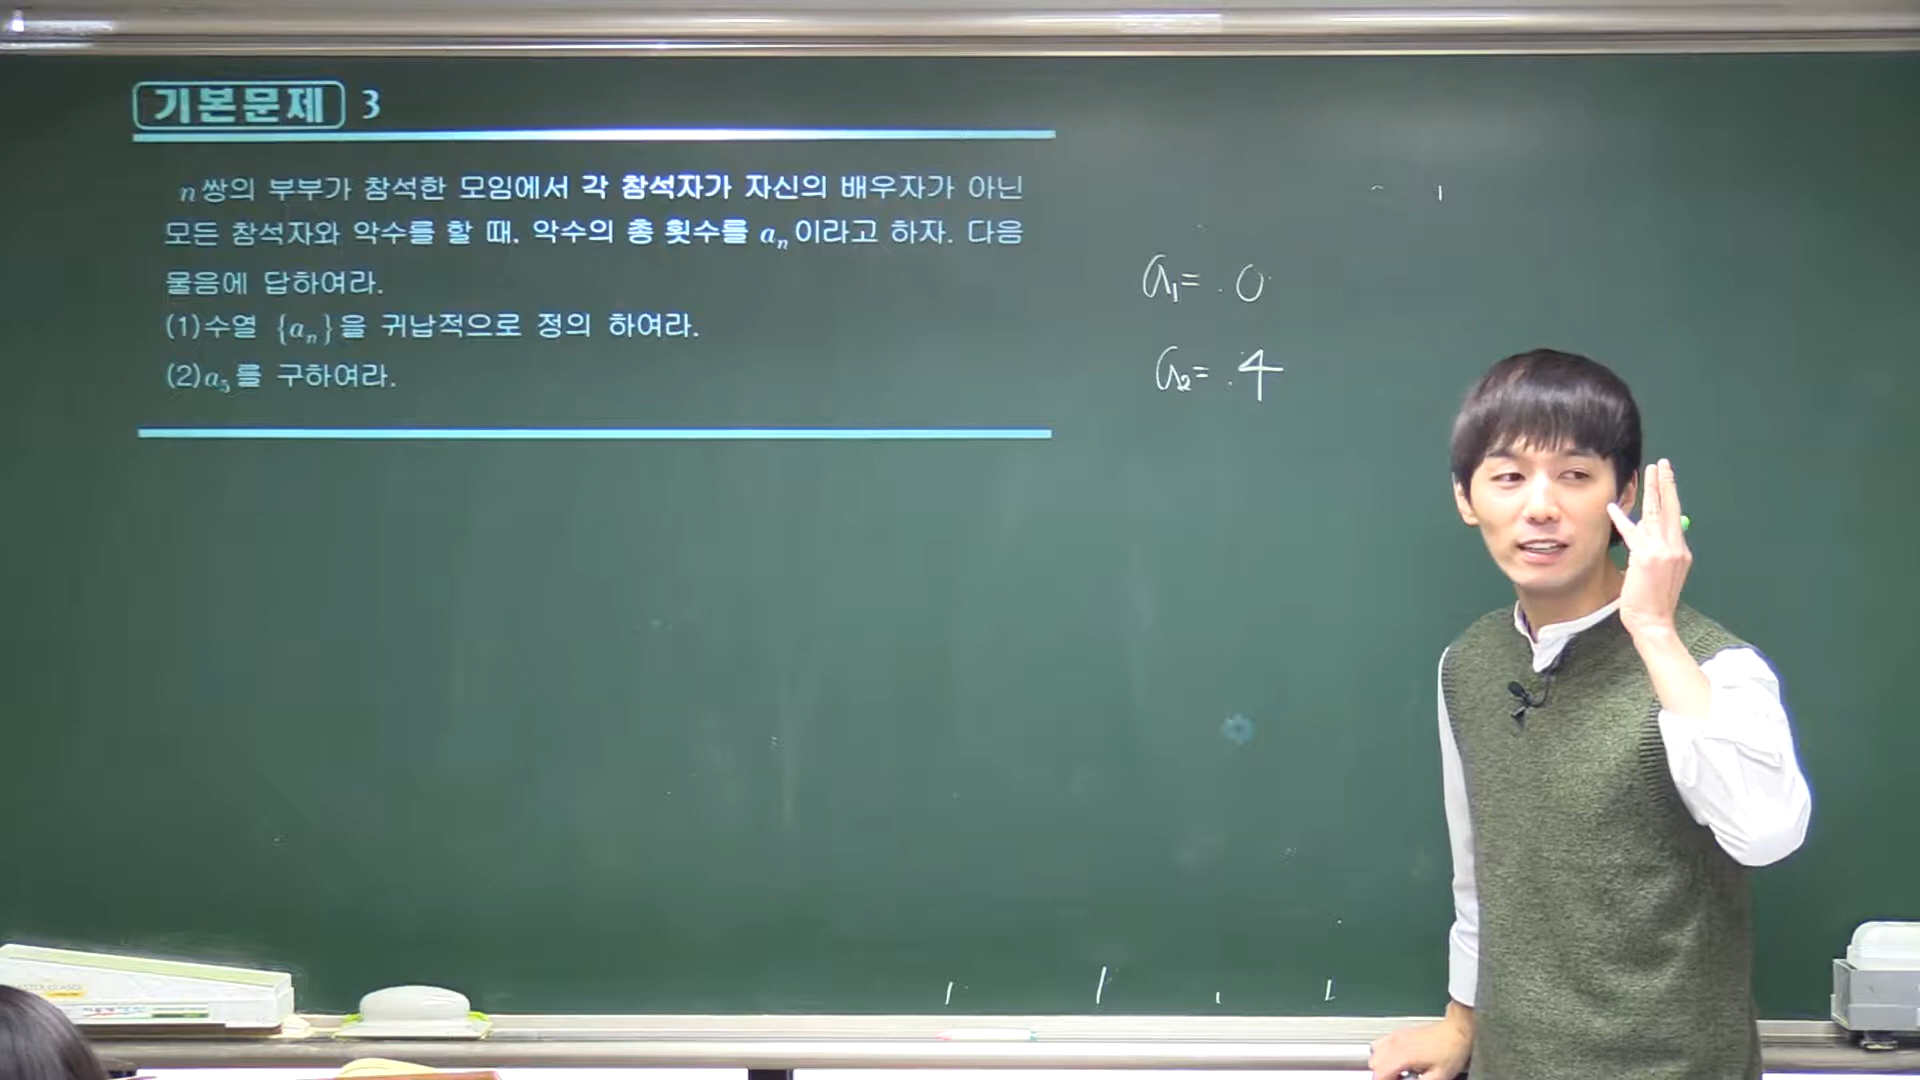 기본문제 3
n쌍의 부부가 참석한 모임에서 각 참석자가 자신의 배우자가 아닌
모든 참석자와 악수를 할 때, 악수의 총 횟수를 aₙ이라고 하자. 다음
물음에 답하여라.
(1)수열 {aₙ}을 귀납적으로 정의 하여라.
(2)a₅를 구하여라.
a₁= 0
a₂= 4